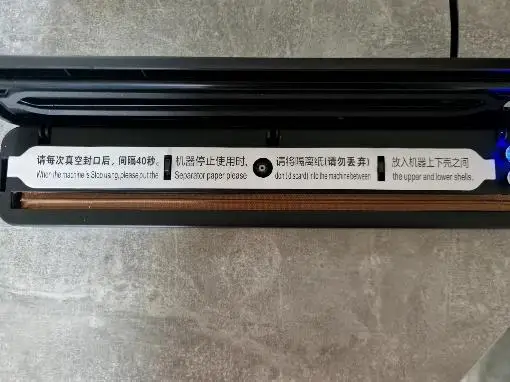 请每次真空封口后，间隔40秒。 机器停止使用时， 请将隔离纸(请勿丢弃) 放入机器上下壳之间
When the machine is Stop using, please put the Separator paper please don't(discard) into the machine between the upper and lower shells.